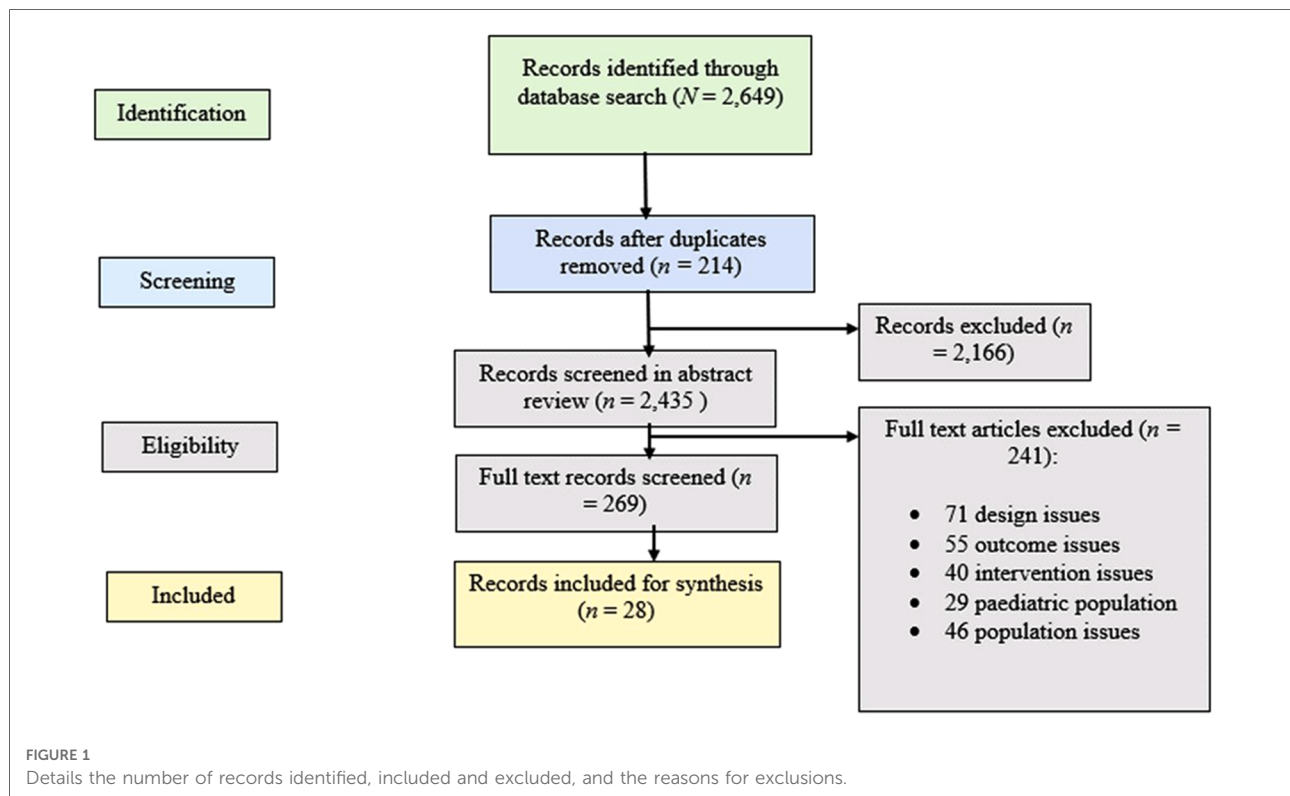 Identification
Records identified through
database search (N = 2,649)
Screening
Records after duplicates
removed (n = 214)
Records excluded (n
= 2,166)
Records screened in abstract
review (n = 2,435 )
Eligibility
Full text records screened (n
= 269)
Full text articles excluded (n =
241):
• 71 design issues
• 55 outcome issues
• 40 intervention issues
• 29 paediatric population
• 46 population issues
Included
Records included for synthesis
(n = 28)
FIGURE 1
Details the number of records identified, included and excluded, and the reasons for exclusions.